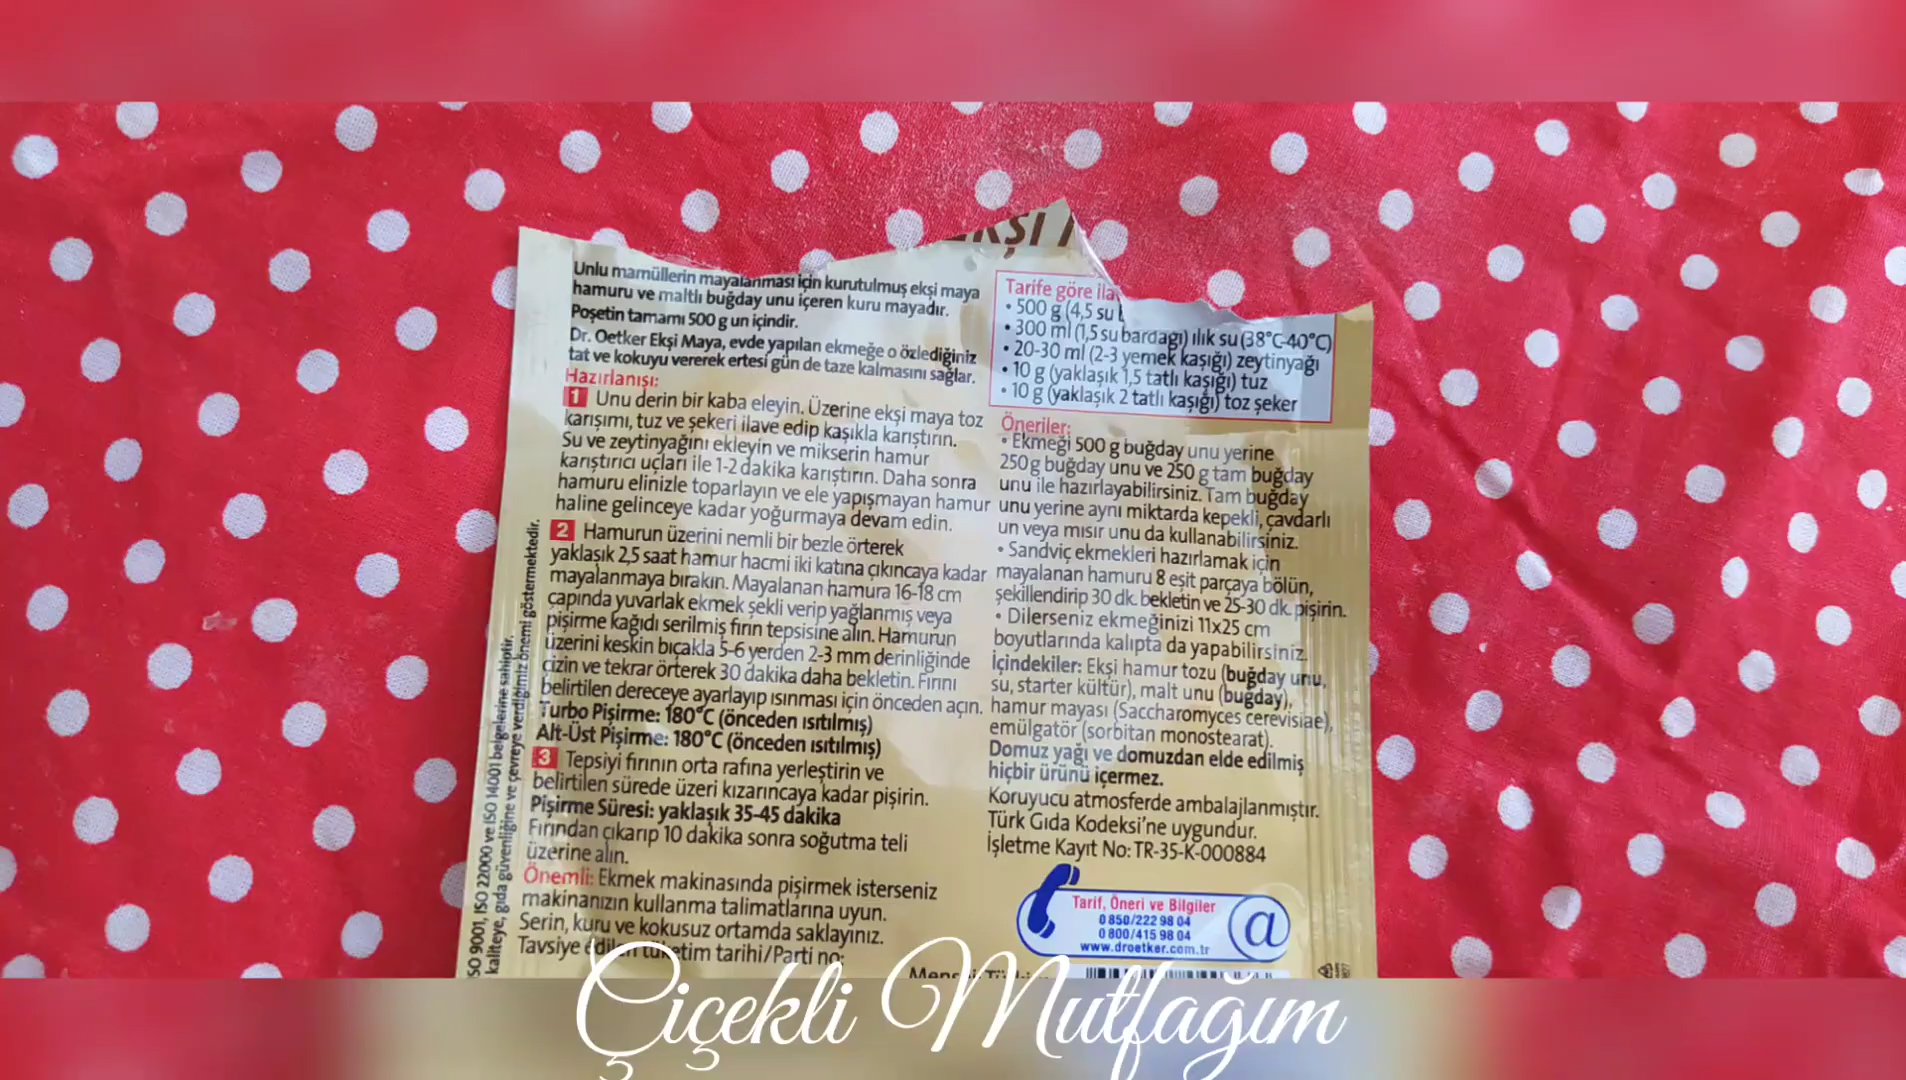 EKŞİ
Unlu mamüllerin mayalanması için kurutulmuş ekşi maya
hamuru ve maltlı buğday unu içeren kuru mayadır.
Poşetin tamamı 500 g un içindir.
Dr. Oetker Ekşi Maya, evde yapılan ekmeğe o özlediğiniz
tat ve kokuyu vererek ertesi gün de taze kalmasını sağlar.
Hazırlanışı:
1 Unu derin bir kaba eleyin. Üzerine ekşi maya toz
karışımı, tuz ve şekeri ilave edip kaşıkla karıştırın.
Su ve zeytinyağını ekleyin ve mikserin hamur
karıştırıcı uçları ile 1-2 dakika karıştırın. Daha sonra
hamuru elinizle toparlayın ve ele yapışmayan hamur
haline gelinceye kadar yoğurmaya devam edin.
2 Hamurun üzerini nemli bir bezle örterek
yaklaşık 2,5 saat hamur hacmi iki katına çıkıncaya kadar
mayalanmaya bırakın. Mayalanan hamura 16-18 cm
çapında yuvarlak ekmek şekli verip yağlanmış veya
pişirme kağıdı serilmiş fırın tepsisine alın. Hamurun
üzerini keskin bıçakla 5-6 yerden 2-3 mm derinliğinde
çizin ve tekrar örterek 30 dakika daha bekletin. Fırını
belirtilen dereceye ayarlayıp ısınması için önceden açın.
Turbo Pişirme: 180°C (önceden ısıtılmış)
Alt-Üst Pişirme: 180°C (önceden ısıtılmış)
3 Tepsiyi fırının orta rafına yerleştirin ve
belirtilen sürede üzeri kızarıncaya kadar pişirin.
Pişirme Süresi: yaklaşık 35-45 dakika
Fırından çıkarıp 10 dakika sonra soğutma teli
üzerine alın.
Önemli: Ekmek makinasında pişirmek isterseniz
makinanızın kullanma talimatlarına uyun.
Serin, kuru ve kokusuz ortamda saklayınız.
Tavsiye edilen tüketim tarihi/Parti no:
Tarife göre ila
• 500 g (4,5 su b
• 300 ml (1,5 su bardağı) ılık su (38°C-40°C)
• 20-30 ml (2-3 yemek kaşığı) zeytinyağı
• 10 g (yaklaşık 1,5 tatlı kaşığı) tuz
• 10 g (yaklaşık 2 tatlı kaşığı) toz şeker
Öneriler:
• Ekmeği 500 g buğday unu yerine
250 g buğday unu ve 250 g tam buğday
unu ile hazırlayabilirsiniz. Tam buğday
unu yerine aynı miktarda kepekli, çavdarlı
un veya mısır unu da kullanabilirsiniz.
• Sandviç ekmekleri hazırlamak için
mayalanan hamuru 8 eşit parçaya bölün,
şekillendirip 30 dk. bekletin ve 25-30 dk. pişirin.
• Dilerseniz ekmeğinizi 11x25 cm
boyutlarında kalıpta da yapabilirsiniz.
İçindekiler: Ekşi hamur tozu (buğday unu,
su, starter kültür), malt unu (buğday),
hamur mayası (Saccharomyces cerevisiae),
emülgatör (sorbitan monostearat).
Domuz yağı ve domuzdan elde edilmiş
hiçbir ürünü içermez.
Koruyucu atmosferde ambalajlanmıştır.
Türk Gıda Kodeksi'ne uygundur.
İşletme Kayıt No: TR-35-K-000884
Tarif, Öneri ve Bilgiler
0 850/222 98 04
0 800/415 98 04
www.droetker.com.tr
@
ISO 9001, ISO 22000 ve ISO 14001 belgelerine sahiptir.
kaliteye, gıda güvenliğine ve çevreye verdiğimiz önemi göstermektedir.
Çiçekli Mutfağım